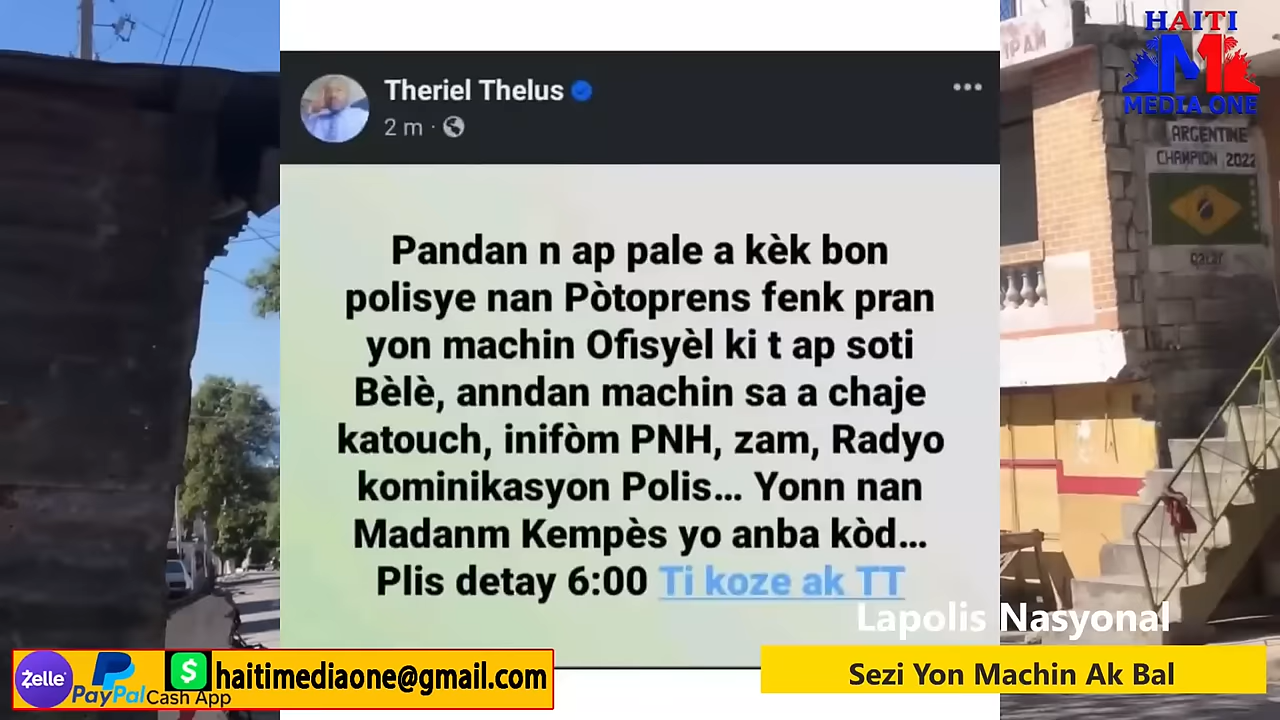 HAITI
M
MEDIA ONE
ARGENTINE
CHAMPION 2022
Theriel Thelus
2 m ·
Pandan n ap pale a kèk bon
polisye nan Pòtoprens fenk pran
yon machin Ofisyèl ki t ap soti
Bèlè, anndan machin sa a chaje
katouch, inifòm PNH, zam, Radyo
kominikasyon Polis... Yonn nan
Madanm Kempès yo anba kòd...
Plis detay 6:00 Ti koze ak TT
Lapolis Nasyonal
Sezi Yon Machin Ak Bal
Zelle
PayPal
$
Cash App
haitimediaone@gmail.com